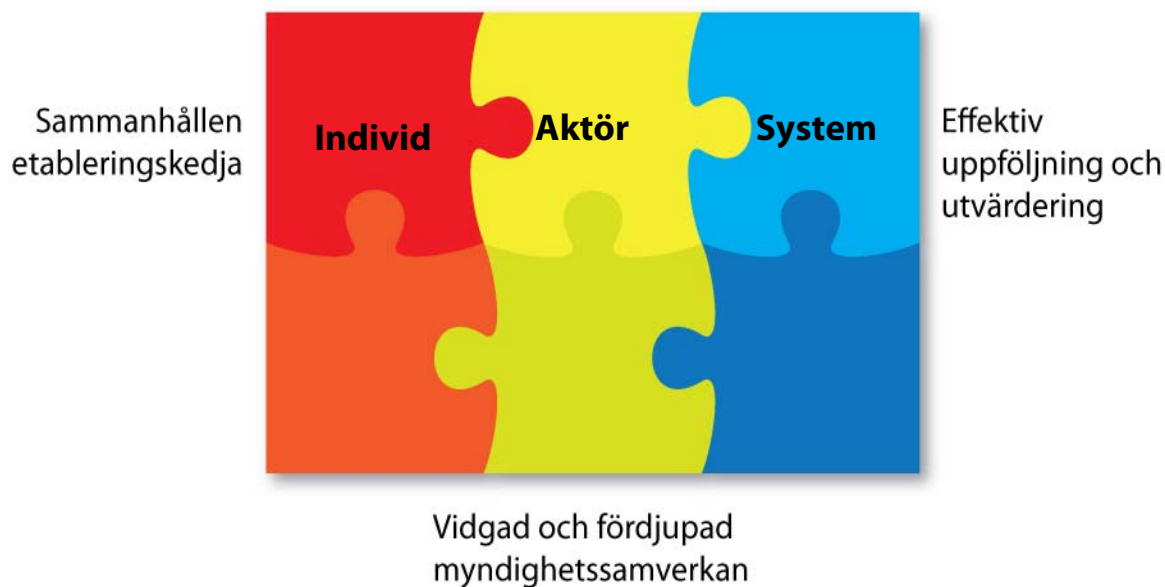 Sammanhållen
etableringskedja
Individ
Aktör
System
Effektiv
uppföljning och
utvärdering
Vidgad och fördjupad
myndighetssamverkan